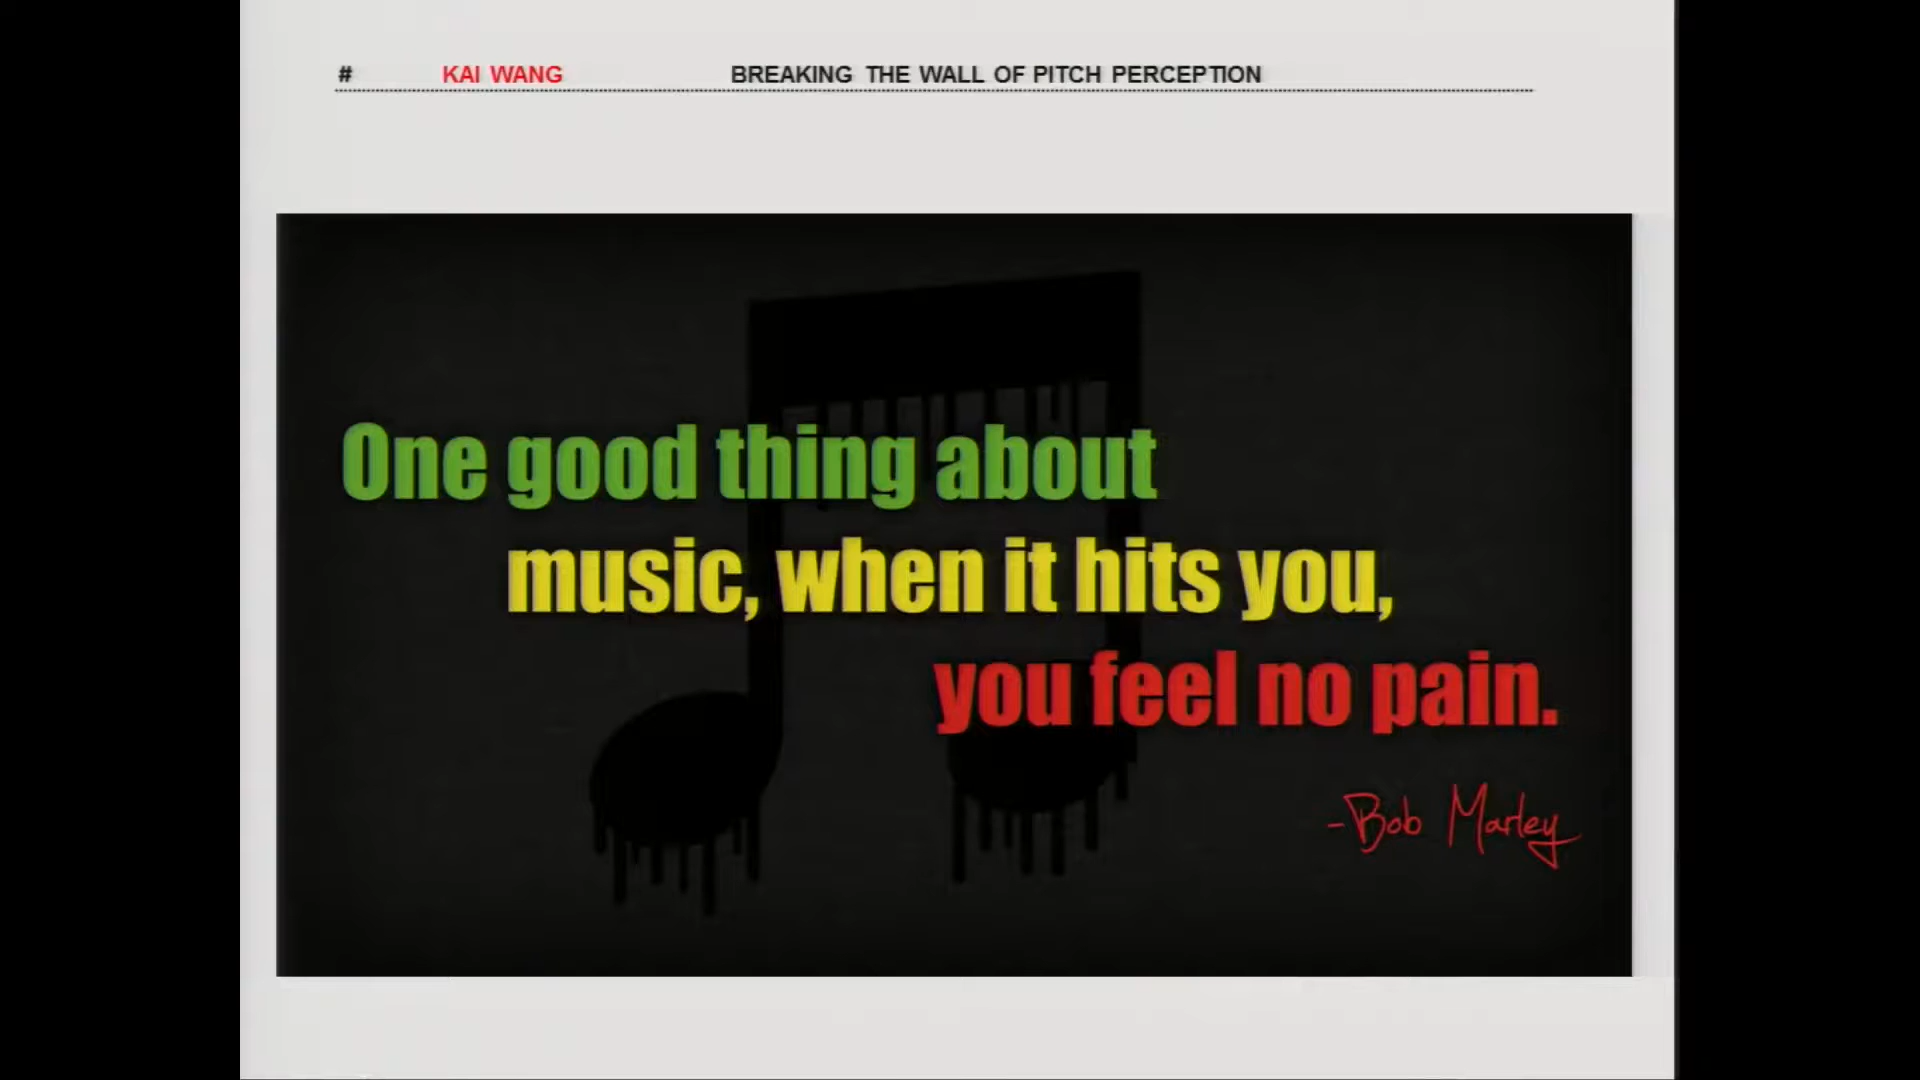 # KAI WANG BREAKING THE WALL OF PITCH PERCEPTION
One good thing about
music, when it hits you,
you feel no pain.
-Bob Marley